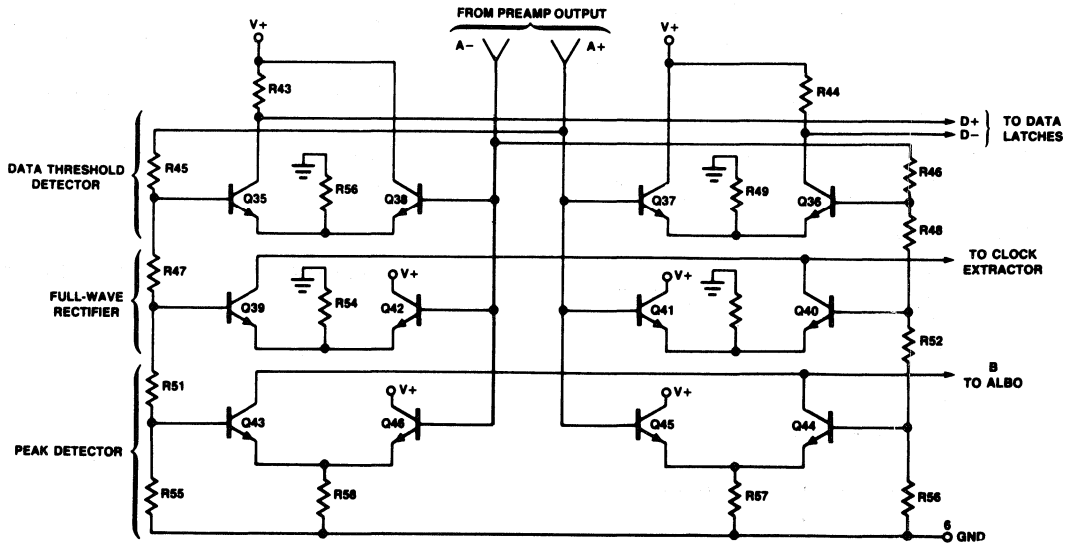 FROM PREAMP OUTPUT
V+
A−
A+
V+
R43
R44
D+
D−
TO DATA
LATCHES
DATA THRESHOLD
DETECTOR
R45
Q35
R56
Q38
Q37
R49
Q36
R46
R48
TO CLOCK
EXTRACTOR
FULL-WAVE
RECTIFIER
R47
Q39
R54
V+
Q42
V+
Q41
Q40
R52
B
TO ALBO
PEAK DETECTOR
R51
Q43
V+
Q46
V+
Q45
Q44
R55
R58
R57
R56
6
GND